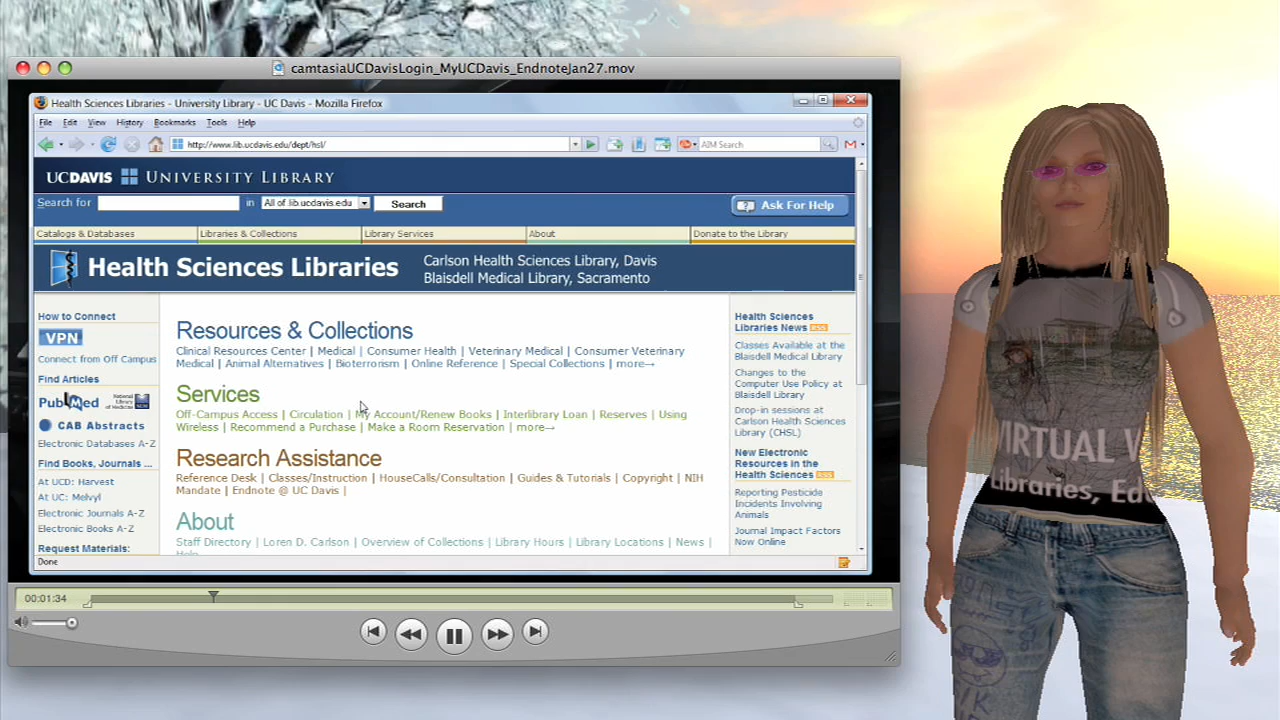 camtasiaUCDavisLogin_MyUCDavis_EndnoteJan27.mov
Health Sciences Libraries - University Library - UC Davis - Mozilla Firefox
File Edit View History Bookmarks Tools Help
http://www.lib.ucdavis.edu/dept/hsl/
AIM Search
UCDAVIS UNIVERSITY LIBRARY
Search for in All of lib.ucdavis.edu Search
Ask For Help
Catalogs & Databases Libraries & Collections Library Services About Donate to the Library
Health Sciences Libraries
Carlson Health Sciences Library, Davis
Blaisdell Medical Library, Sacramento
How to Connect
VPN
Connect from Off Campus
Find Articles
PubMed National Library of Medicine
CAB Abstracts
Electronic Databases A-Z
Find Books, Journals ...
At UCD: Harvest
At UC: Melvyl
Electronic Journals A-Z
Electronic Books A-Z
Request Materials:
Resources & Collections
Clinical Resources Center | Medical | Consumer Health | Veterinary Medical | Consumer Veterinary
Medical | Animal Alternatives | Bioterrorism | Online Reference | Special Collections | more→
Services
Off-Campus Access | Circulation | My Account/Renew Books | Interlibrary Loan | Reserves | Using
Wireless | Recommend a Purchase | Make a Room Reservation | more→
Research Assistance
Reference Desk | Classes/Instruction | HouseCalls/Consultation | Guides & Tutorials | Copyright | NIH
Mandate | Endnote @ UC Davis |
About
Staff Directory | Loren D. Carlson | Overview of Collections | Library Hours | Library Locations | News |
Help
Health Sciences
Libraries News RSS
Classes Available at the
Blaisdell Medical Library
Changes to the
Computer Use Policy at
Blaisdell Library
Drop-in sessions at
Carlson Health Sciences
Library (CHSL)
New Electronic
Resources in the
Health Sciences RSS
Reporting Pesticide
Incidents Involving
Animals
Journal Impact Factors
Now Online
Done
00:01:34
VIRTUAL
Libraries,